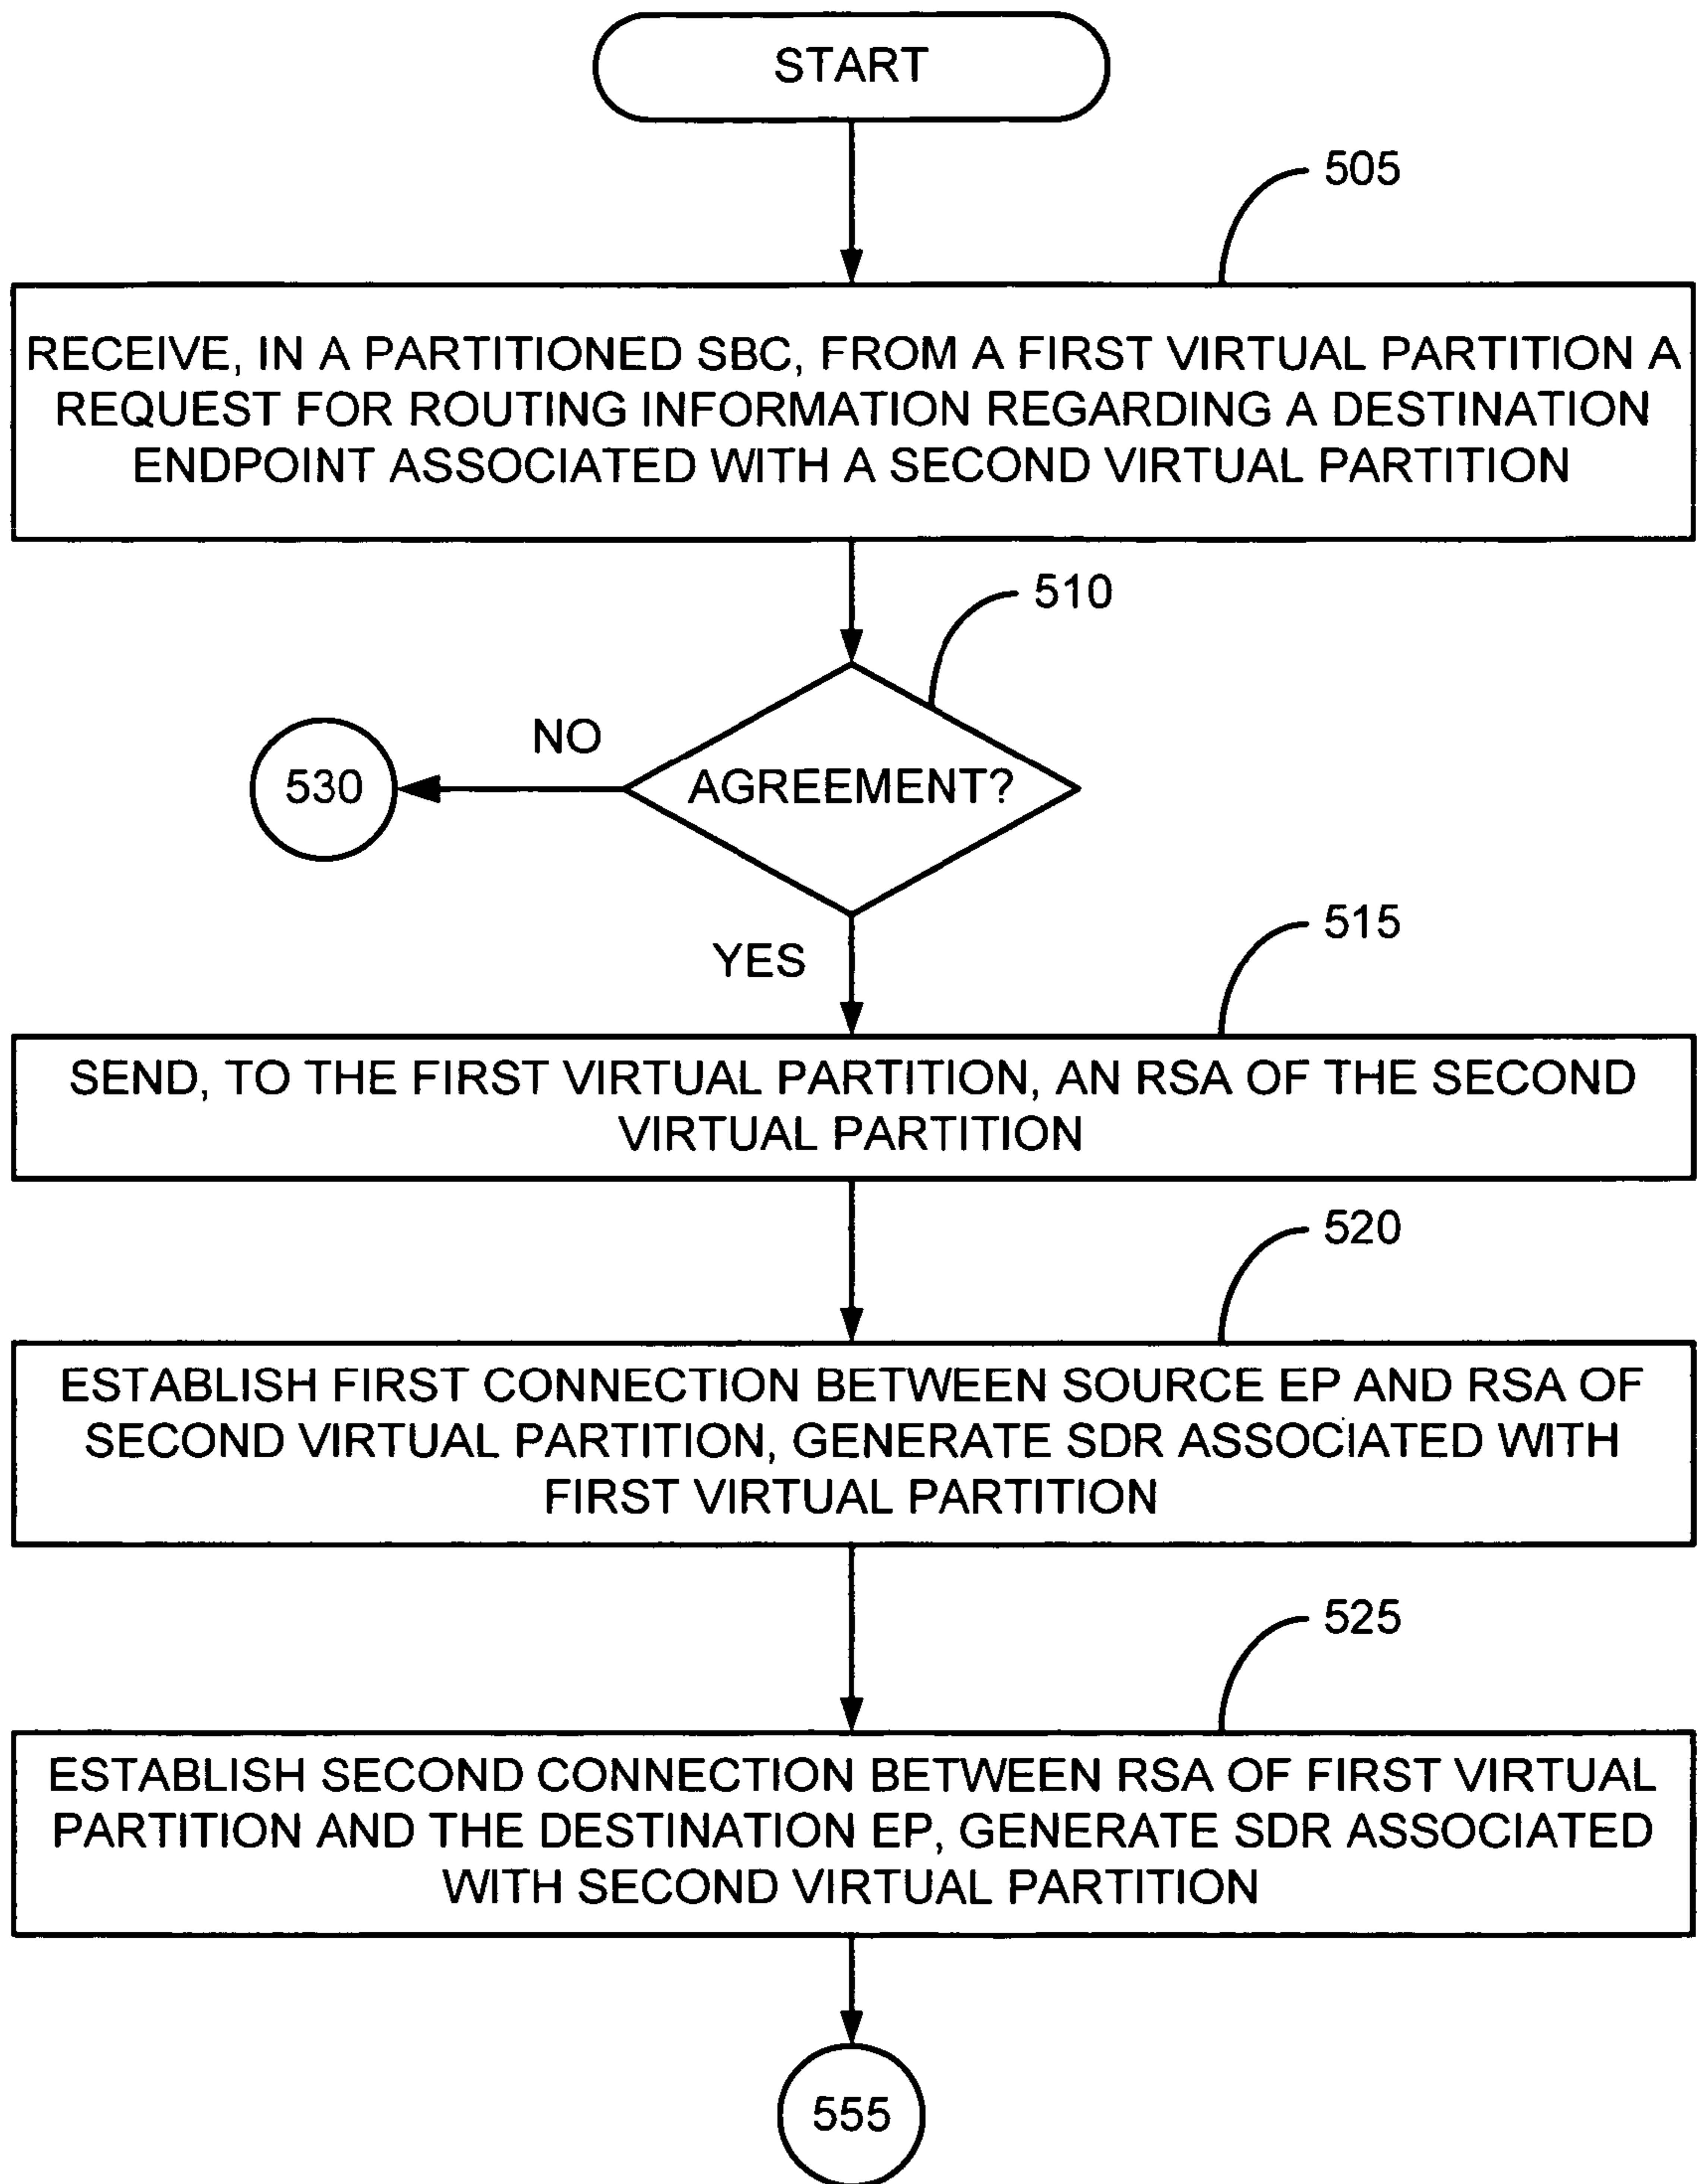 START
505
RECEIVE, IN A PARTITIONED SBC, FROM A FIRST VIRTUAL PARTITION A
REQUEST FOR ROUTING INFORMATION REGARDING A DESTINATION
ENDPOINT ASSOCIATED WITH A SECOND VIRTUAL PARTITION
510
NO
530
AGREEMENT?
YES
515
SEND, TO THE FIRST VIRTUAL PARTITION, AN RSA OF THE SECOND
VIRTUAL PARTITION
520
ESTABLISH FIRST CONNECTION BETWEEN SOURCE EP AND RSA OF
SECOND VIRTUAL PARTITION, GENERATE SDR ASSOCIATED WITH
FIRST VIRTUAL PARTITION
525
ESTABLISH SECOND CONNECTION BETWEEN RSA OF FIRST VIRTUAL
PARTITION AND THE DESTINATION EP, GENERATE SDR ASSOCIATED
WITH SECOND VIRTUAL PARTITION
555